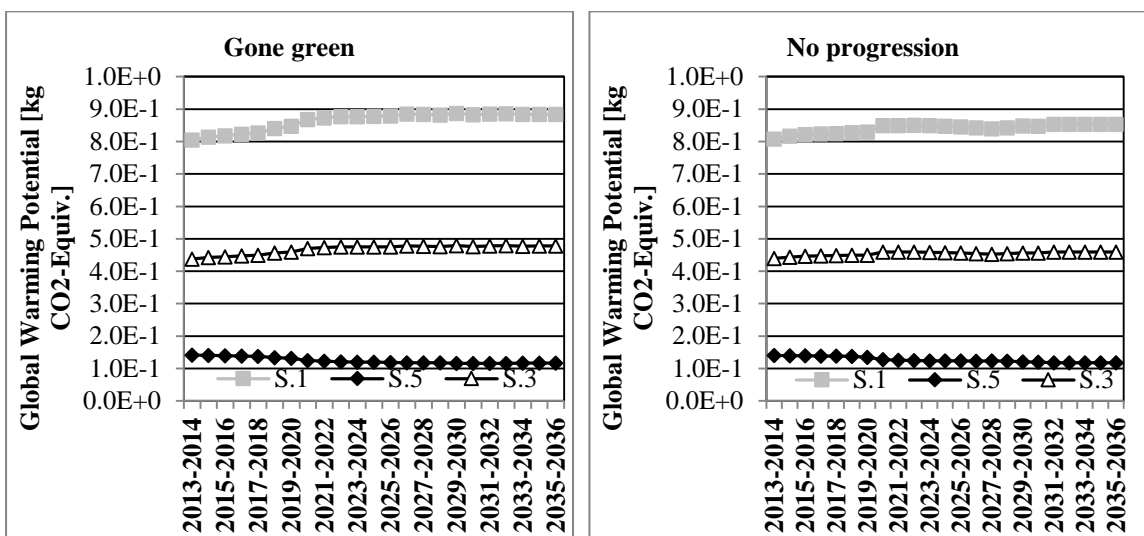 Gone green
Global Warming Potential [kg
CO2-Equiv.]
1.0E+0
9.0E-1
8.0E-1
7.0E-1
6.0E-1
5.0E-1
4.0E-1
3.0E-1
2.0E-1
1.0E-1
0.0E+0
S.1 S.5 S.3
2013-2014
2015-2016
2017-2018
2019-2020
2021-2022
2023-2024
2025-2026
2027-2028
2029-2030
2031-2032
2033-2034
2035-2036
No progression
Global Warming Potential [kg
CO2-Equiv.]
1.0E+0
9.0E-1
8.0E-1
7.0E-1
6.0E-1
5.0E-1
4.0E-1
3.0E-1
2.0E-1
1.0E-1
0.0E+0
S.1 S.5 S.3
2013-2014
2015-2016
2017-2018
2019-2020
2021-2022
2023-2024
2025-2026
2027-2028
2029-2030
2031-2032
2033-2034
2035-2036